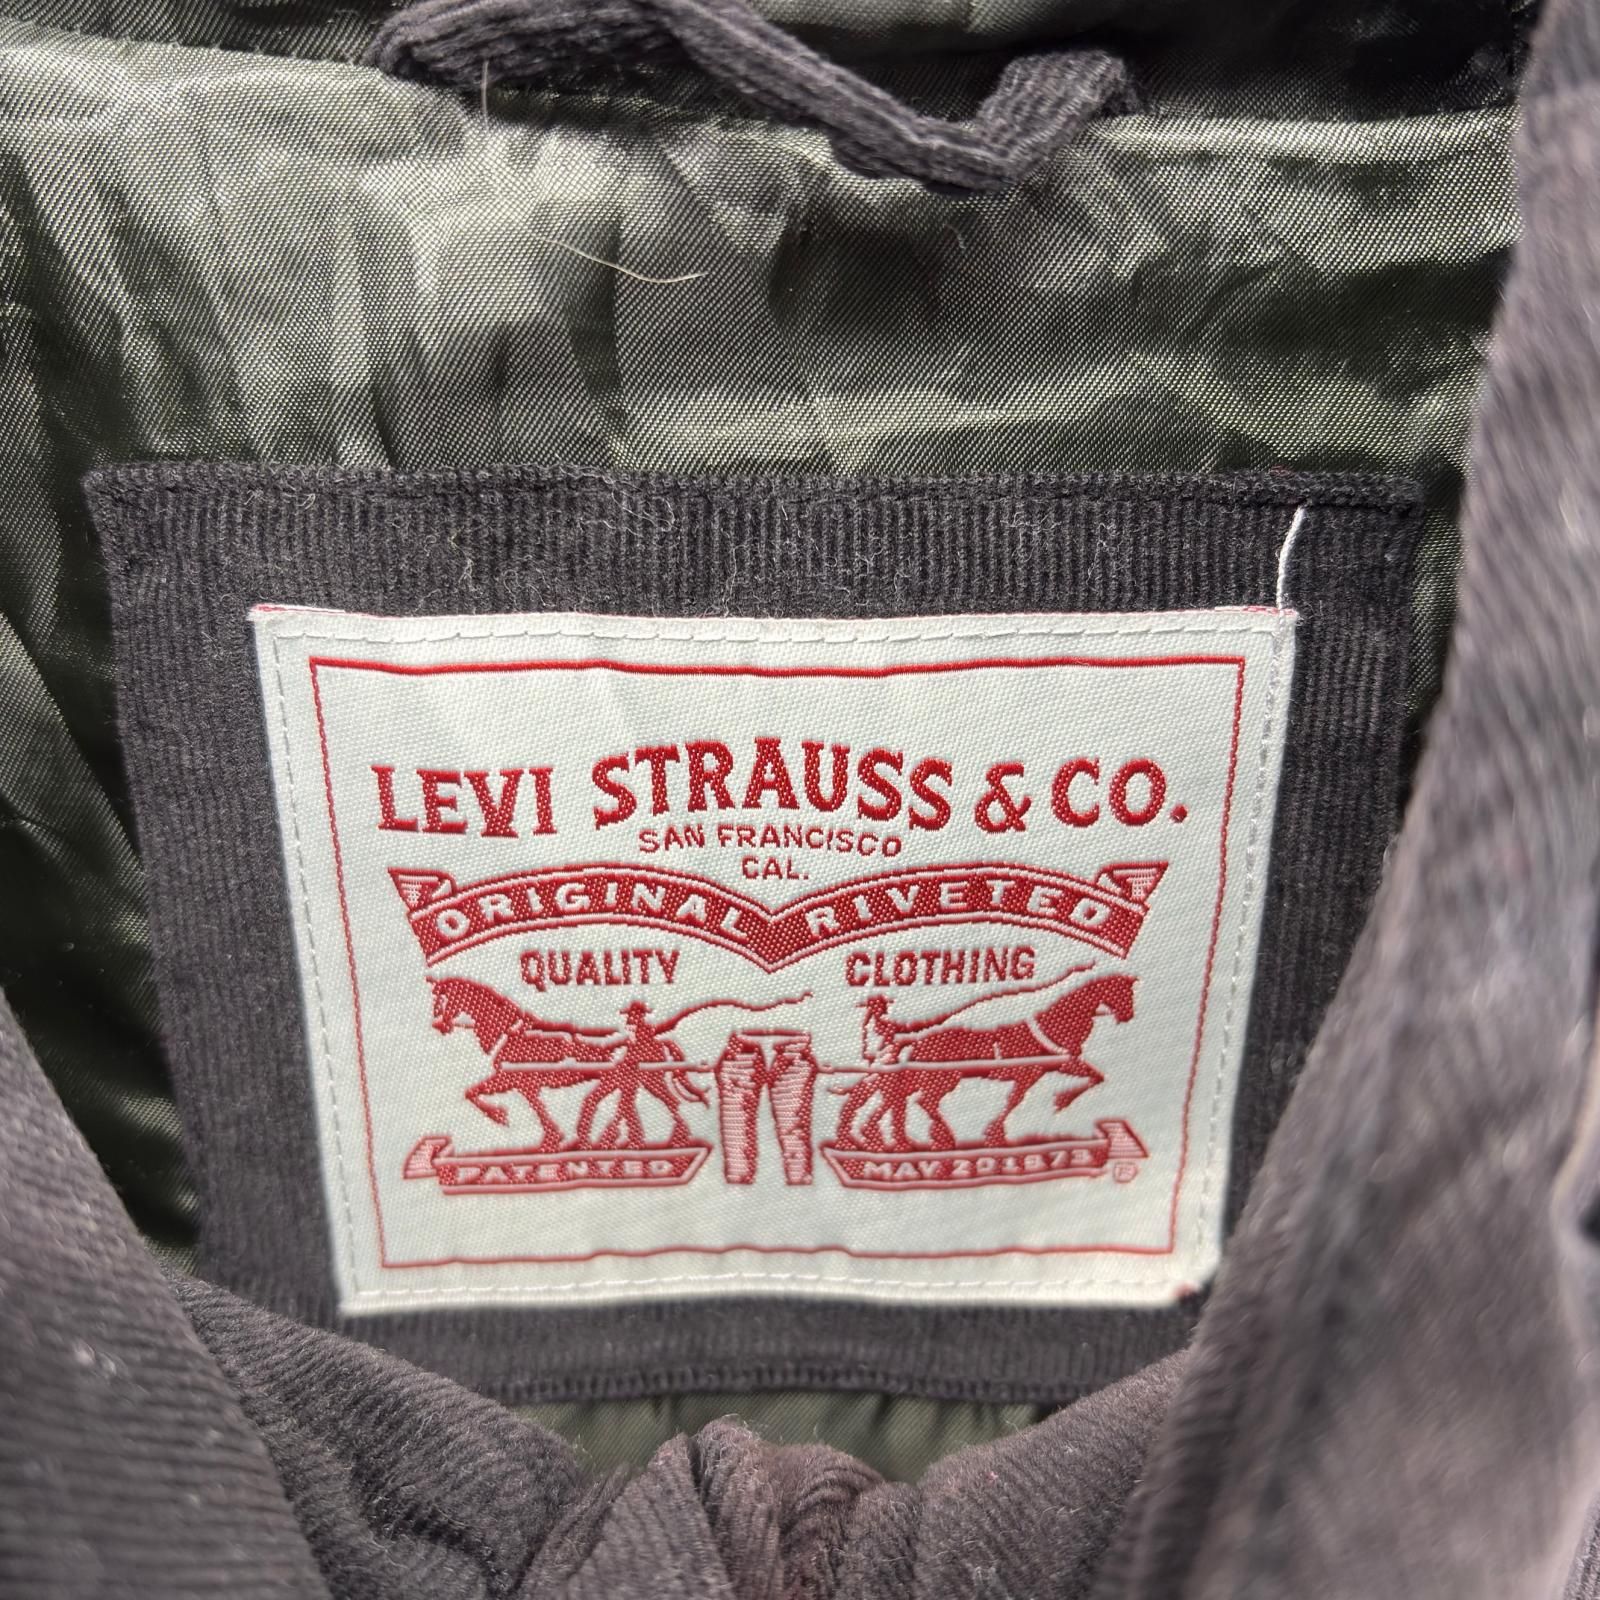 LEVI STRAUSS & CO.
SAN FRANCISCO
CAL.
ORIGINAL RIVETED
QUALITY CLOTHING
PATENTED MAY 20 1873 ®